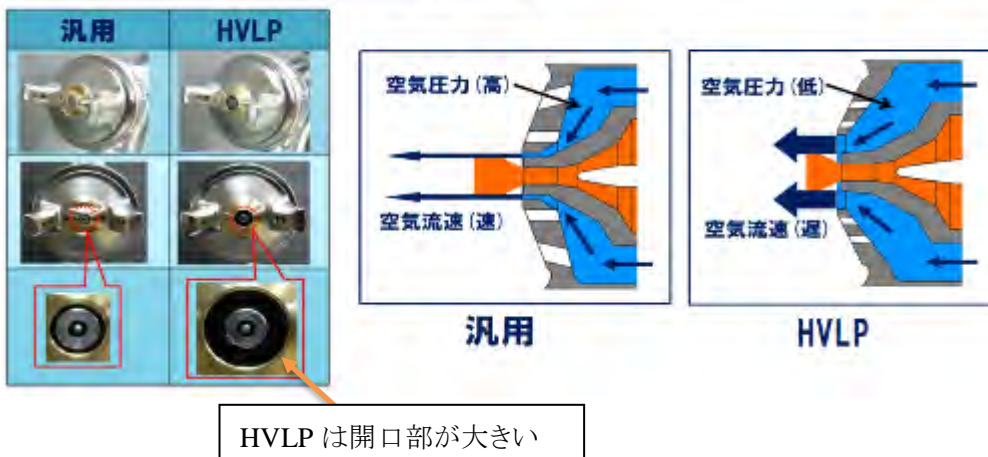 汎用
HVLP
空気圧力(高)
空気流速(速)
汎用
空気圧力(低)
空気流速(遅)
HVLP
HVLP は開口部が大きい